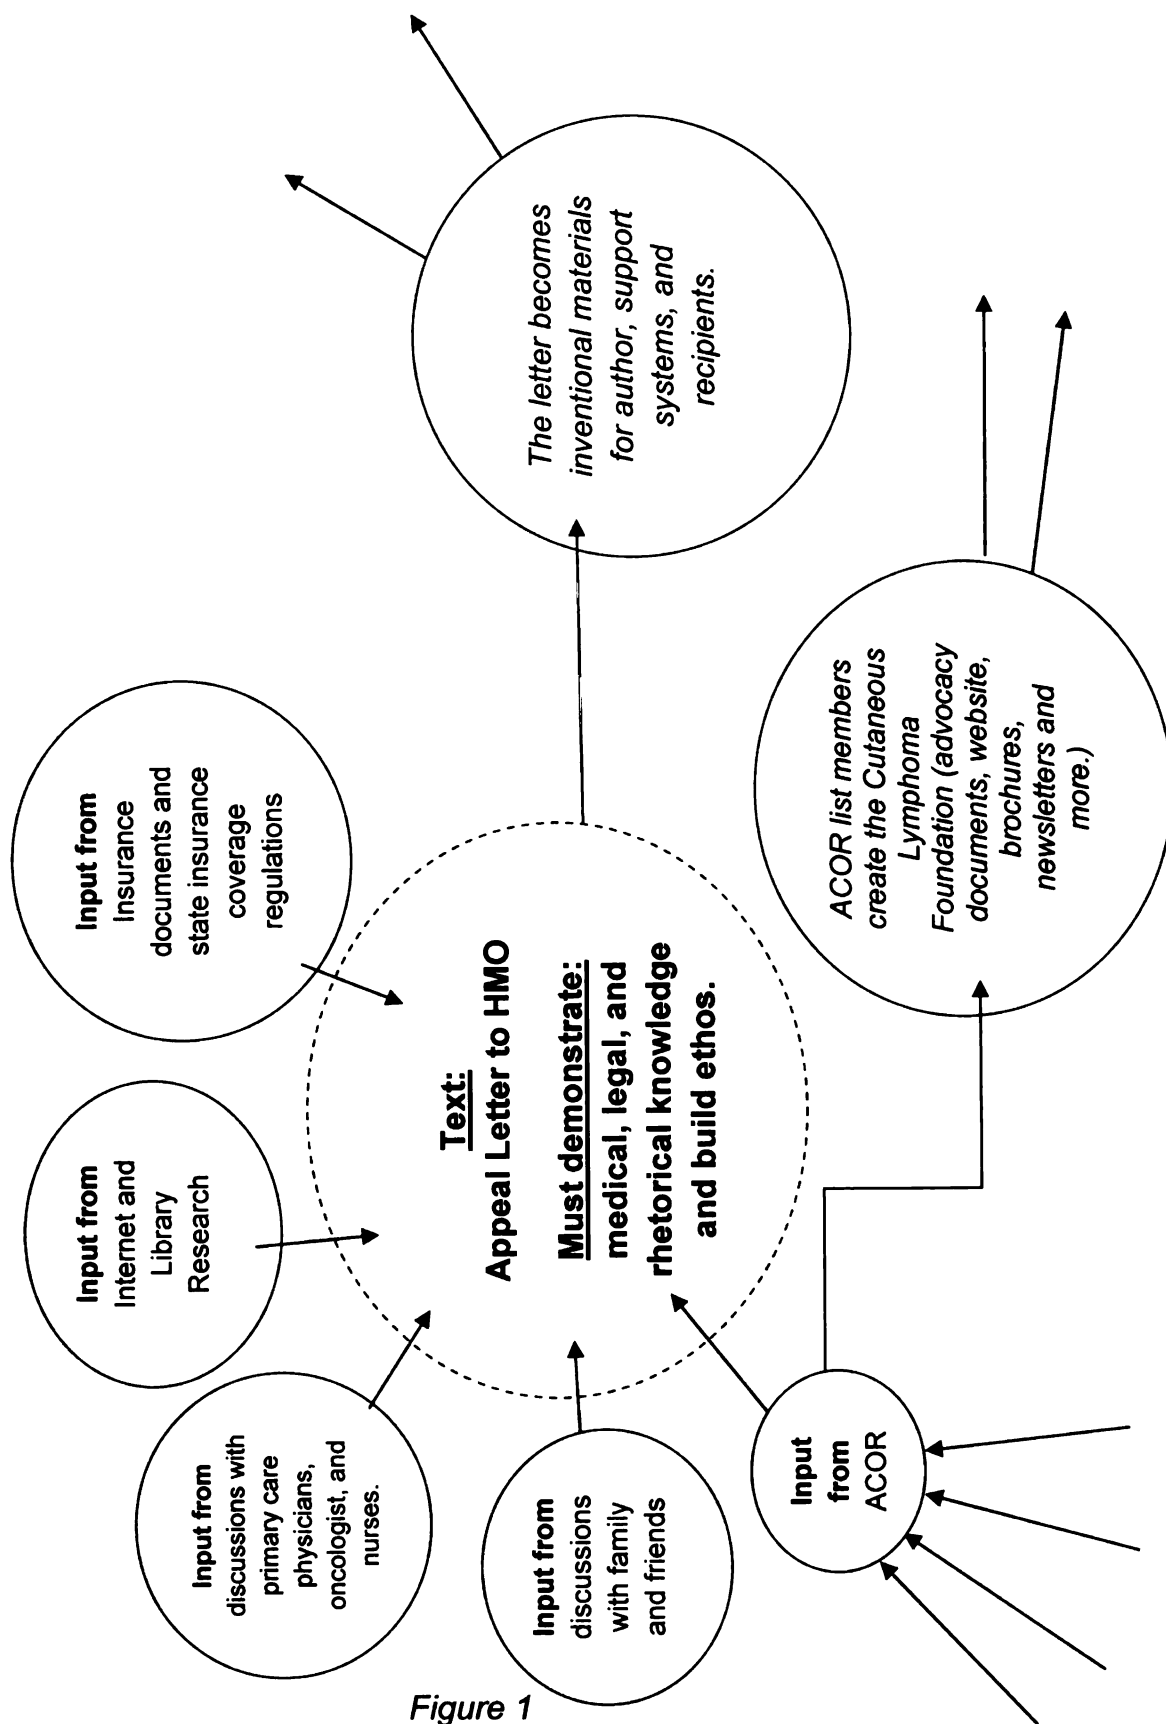 Input from
Insurance
documents and
state insurance
coverage
regulations
Input from
Internet and
Library
Research
Input from
discussions with
primary care
physicians,
oncologist, and
nurses.
Input from
discussions
with family
and friends
Input
from
ACOR
Text:
Appeal Letter to HMO
Must demonstrate:
medical, legal, and
rhetorical knowledge
and build ethos.
The letter becomes
inventional materials
for author, support
systems, and
recipients.
ACOR list members
create the Cutaneous
Lymphoma
Foundation (advocacy
documents, website,
brochures,
newsletters and
more.)
Figure 1